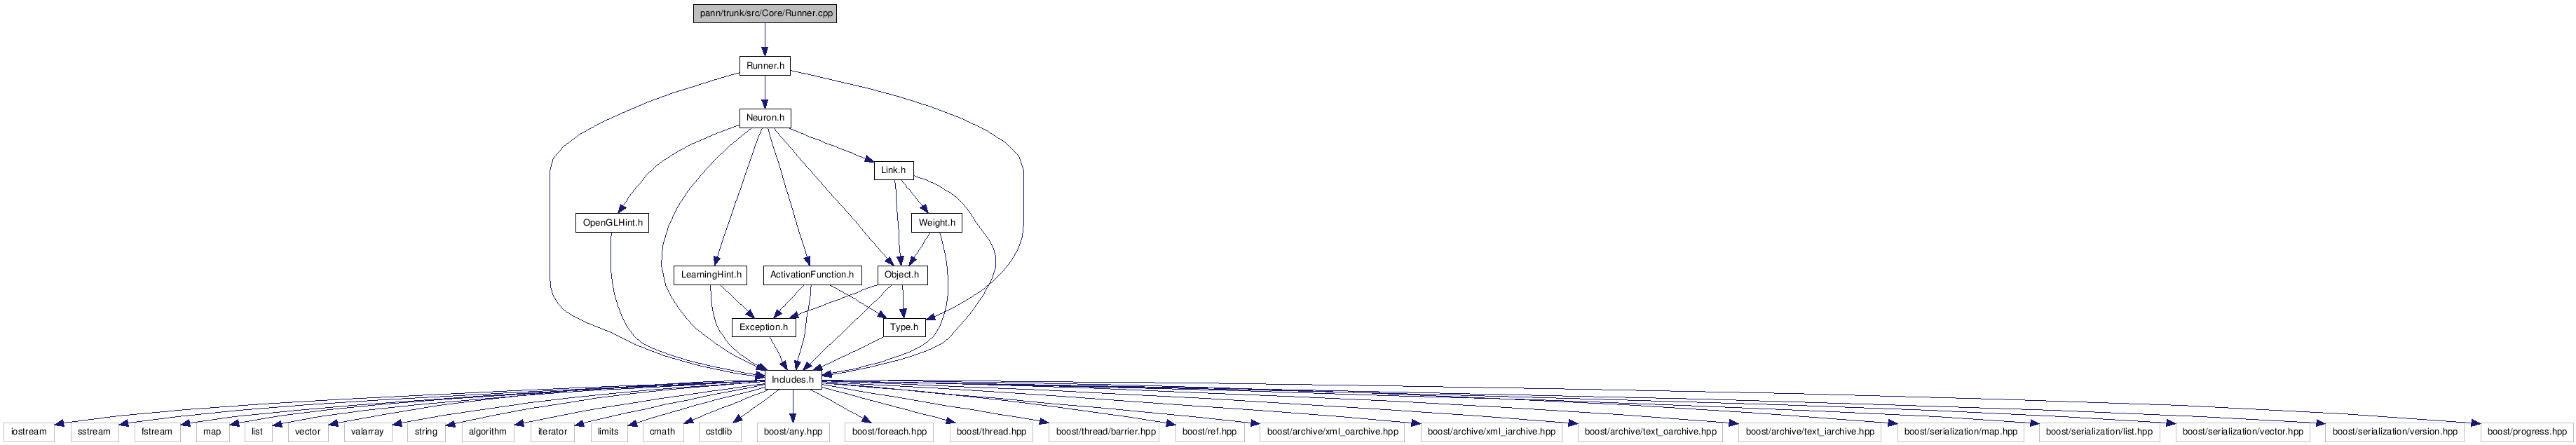 pann/trunk/src/Core/Runner.cpp
Runner.h
Neuron.h
Link.h
OpenGLHint.h
Weight.h
LearningHint.h
ActivationFunction.h
Object.h
Exception.h
Type.h
Includes.h
iostream
sstream
fstream
map
list
vector
valarray
string
algorithm
iterator
limits
cmath
cstdlib
boost/any.hpp
boost/foreach.hpp
boost/thread.hpp
boost/thread/barrier.hpp
boost/ref.hpp
boost/archive/xml_oarchive.hpp
boost/archive/xml_iarchive.hpp
boost/archive/text_oarchive.hpp
boost/archive/text_iarchive.hpp
boost/serialization/map.hpp
boost/serialization/list.hpp
boost/serialization/vector.hpp
boost/serialization/version.hpp
boost/progress.hpp